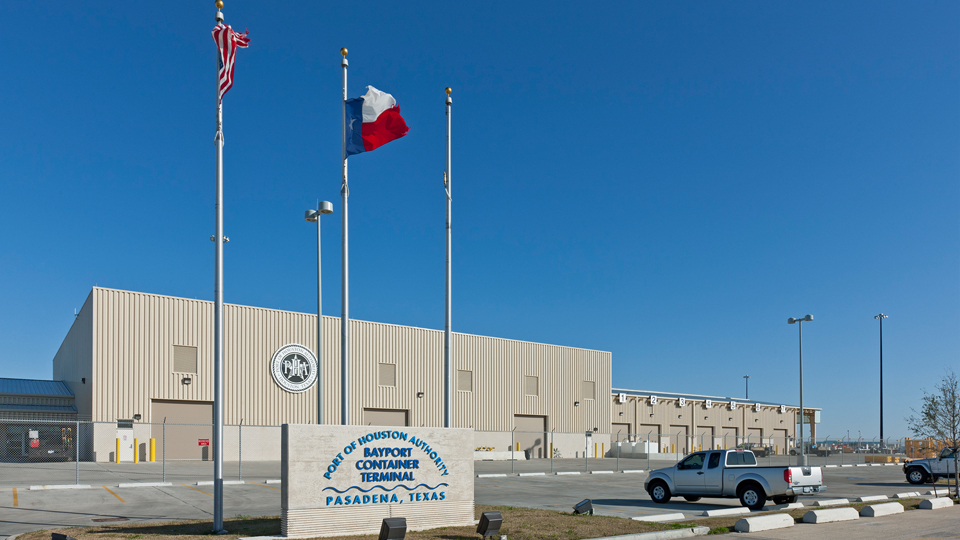 PORT OF HOUSTON AUTHORITY
BAYPORT
CONTAINER
TERMINAL
PASADENA, TEXAS